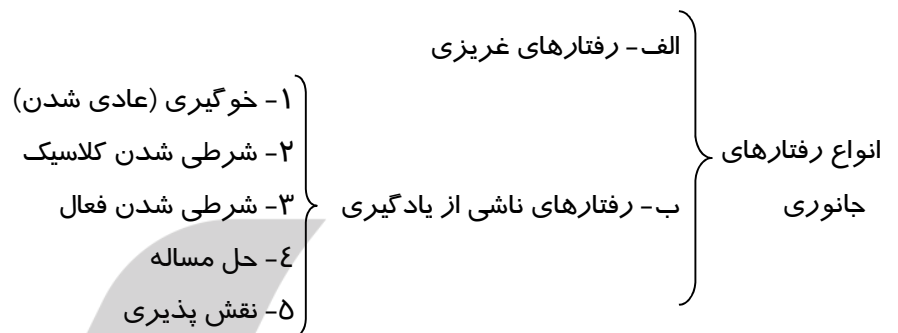 انواع رفتارهای
جانوری
الف- رفتارهای غریزی
ب- رفتارهای ناشی از یادگیری
۱- خوگیری (عادی شدن)
۲- شرطی شدن کلاسیک
۳- شرطی شدن فعال
٤- حل مساله
۵- نقش پذیری